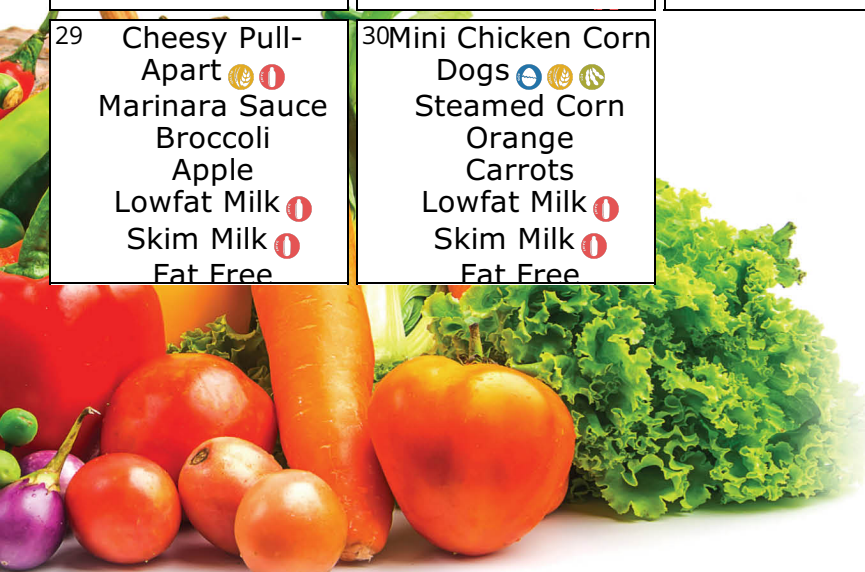 29 Cheesy Pull-
Apart
Marinara Sauce
Broccoli
Apple
Lowfat Milk
Skim Milk
Fat Free
30 Mini Chicken Corn
Dogs
Steamed Corn
Orange
Carrots
Lowfat Milk
Skim Milk
Fat Free